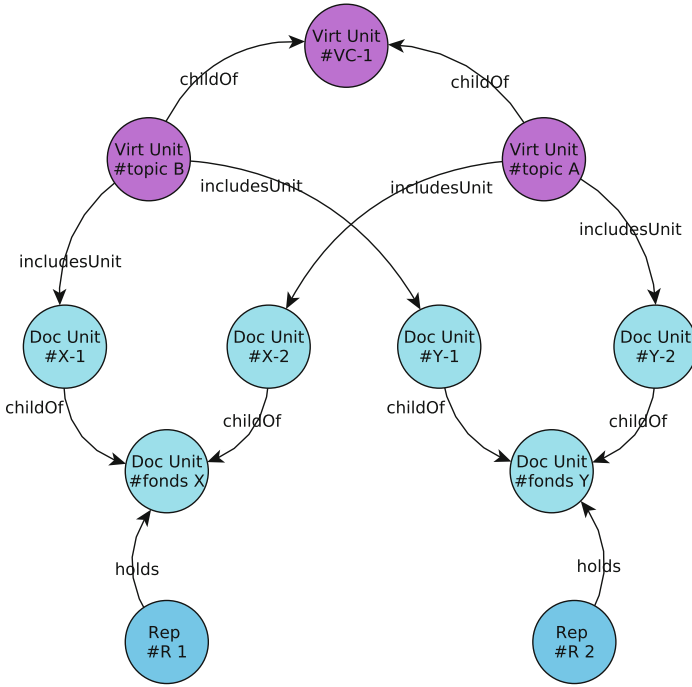 Virt Unit
#VC-1
childOf
childOf
Virt Unit
#topic B
Virt Unit
#topic A
includesUnit
includesUnit
includesUnit
includesUnit
Doc Unit
#X-1
Doc Unit
#X-2
Doc Unit
#Y-1
Doc Unit
#Y-2
childOf
childOf
childOf
childOf
Doc Unit
#fonds X
Doc Unit
#fonds Y
holds
holds
Rep
#R 1
Rep
#R 2